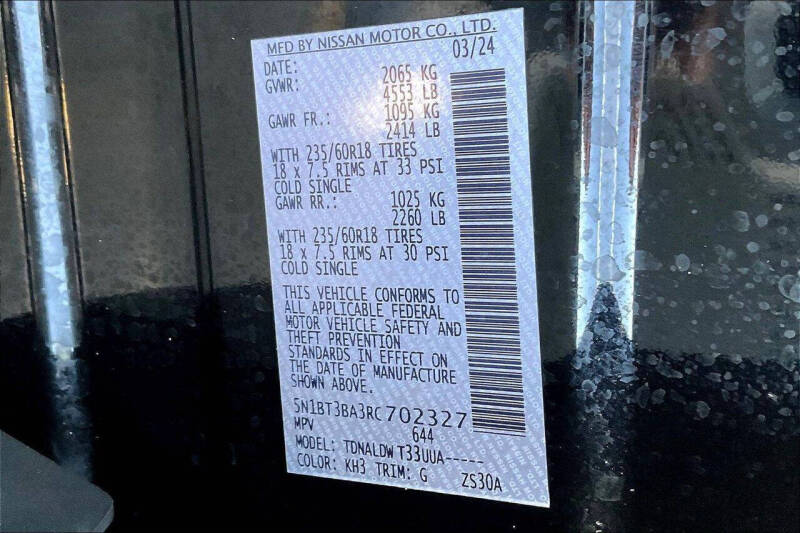 MFD BY NISSAN MOTOR CO., LTD.
DATE: 03/24
GVWR: 2065 KG
4553 LB
GAWR FR.: 1095 KG
2414 LB
WITH 235/60R18 TIRES
18 x 7.5 RIMS AT 33 PSI
COLD SINGLE
GAWR RR.: 1025 KG
2260 LB
WITH 235/60R18 TIRES
18 x 7.5 RIMS AT 30 PSI
COLD SINGLE
THIS VEHICLE CONFORMS TO
ALL APPLICABLE FEDERAL
MOTOR VEHICLE SAFETY AND
THEFT PREVENTION
STANDARDS IN EFFECT ON
THE DATE OF MANUFACTURE
SHOWN ABOVE.
5N1BT3BA3RC702327
MPV 644
MODEL: TDNALDW T33UUA-----
COLOR: KH3 TRIM: G ZS30A